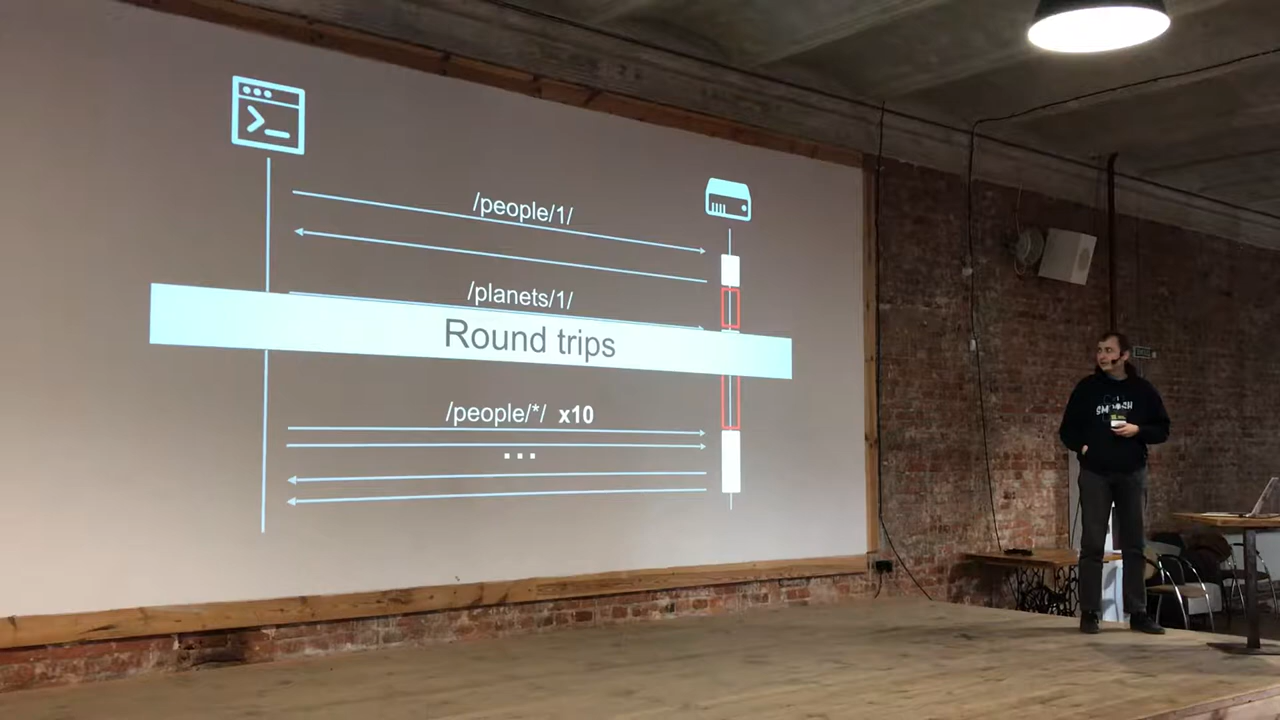 /people/1/
/planets/1/
Round trips
/people/*/ x10
...